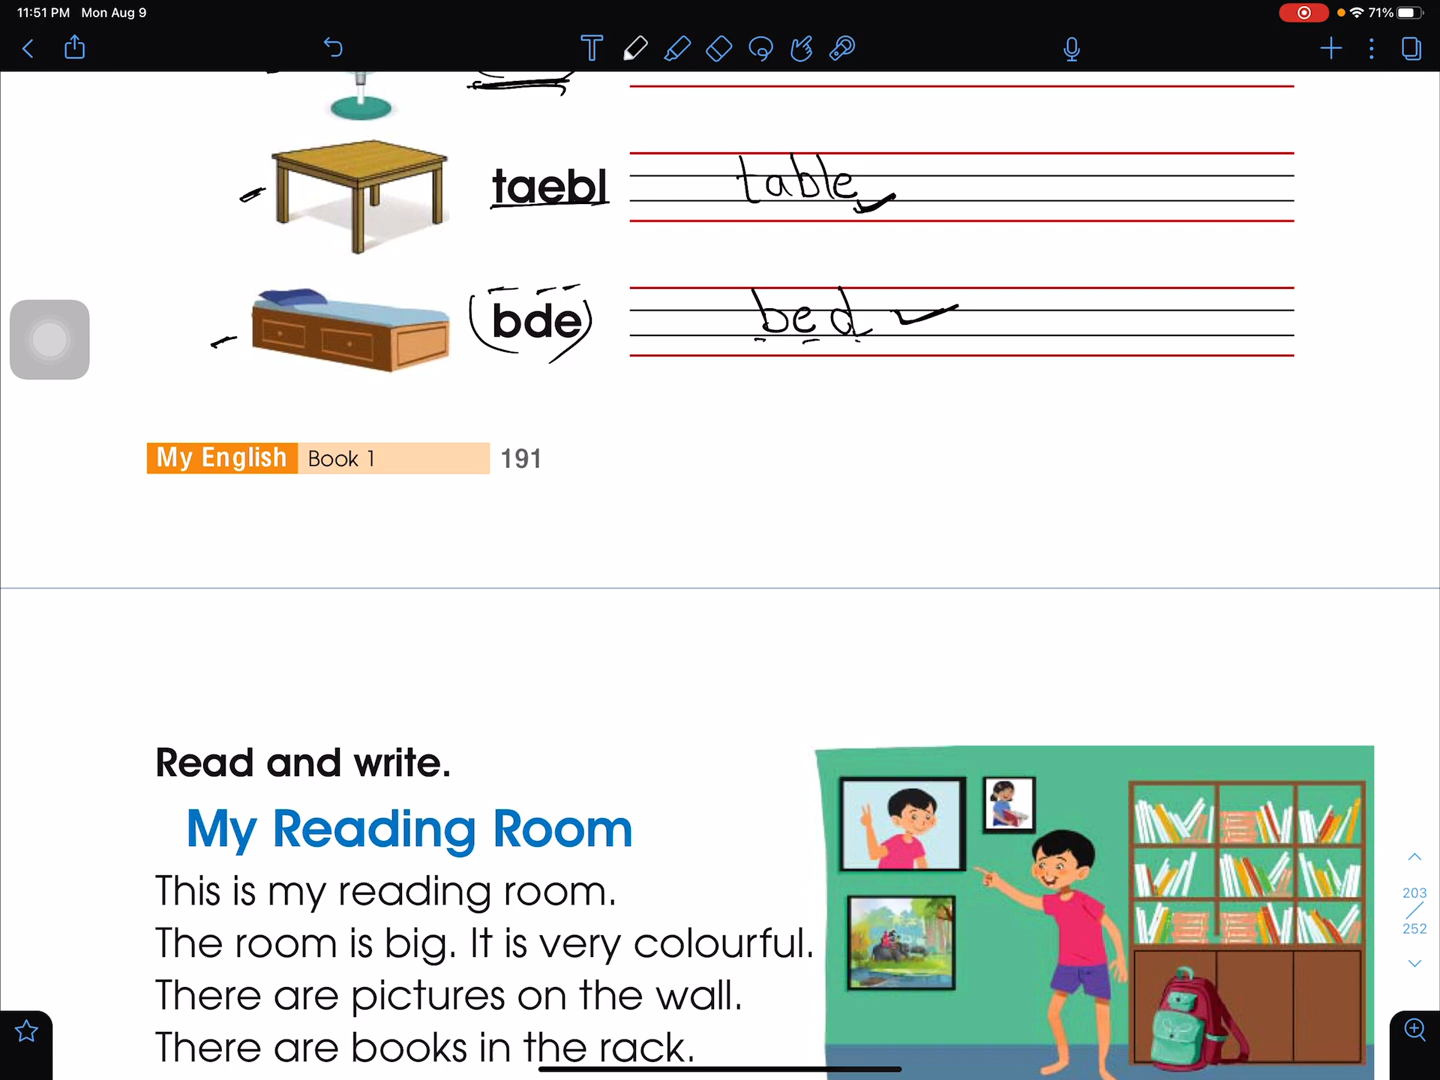 11:51 PM Mon Aug 9
71%
taebl table
bde bed
My English Book 1 191
Read and write.
My Reading Room
This is my reading room.
The room is big. It is very colourful.
There are pictures on the wall.
There are books in the rack.
203
252